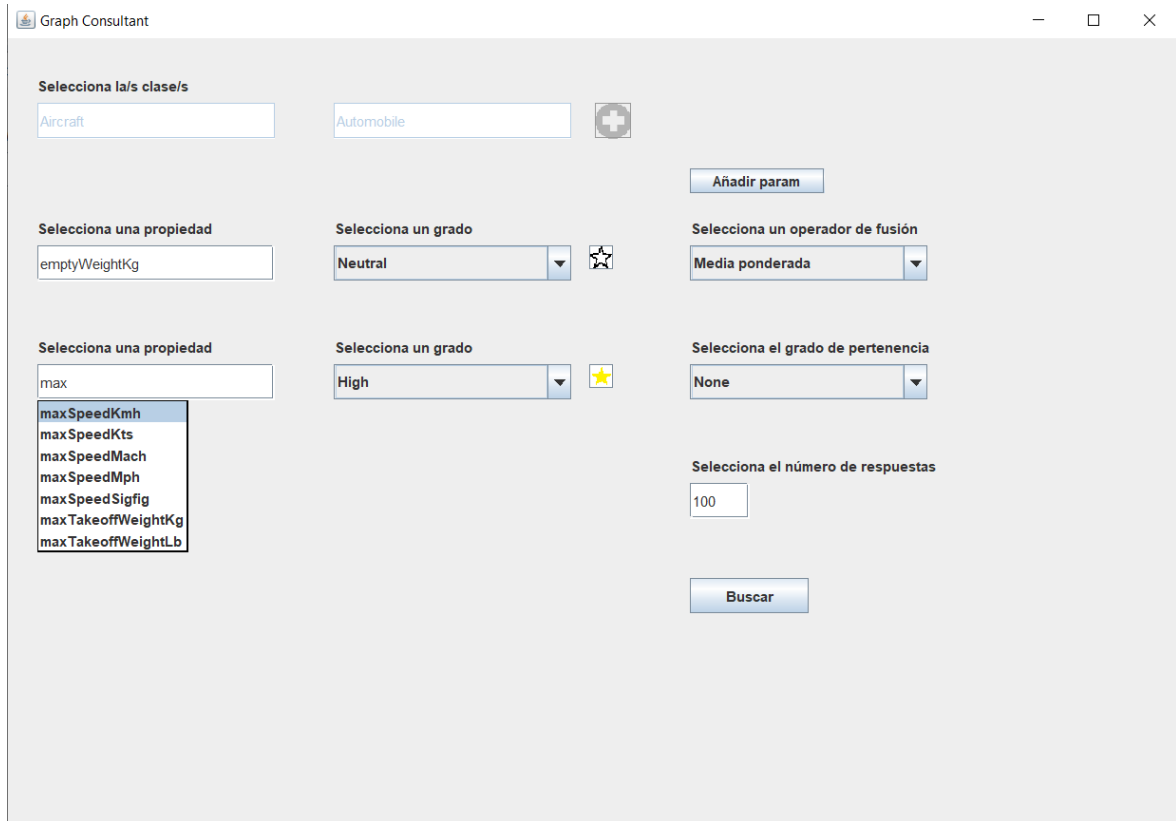 Graph Consultant
Selecciona la/s clase/s
Aircraft
Automobile
Añadir param
Selecciona una propiedad
Selecciona un grado
Selecciona un operador de fusión
emptyWeightKg
Neutral
Media ponderada
Selecciona una propiedad
Selecciona un grado
Selecciona el grado de pertenencia
max
High
None
maxSpeedKmh
maxSpeedKts
maxSpeedMach
maxSpeedMph
maxSpeedSigfig
maxTakeoffWeightKg
maxTakeoffWeightLb
Selecciona el número de respuestas
100
Buscar